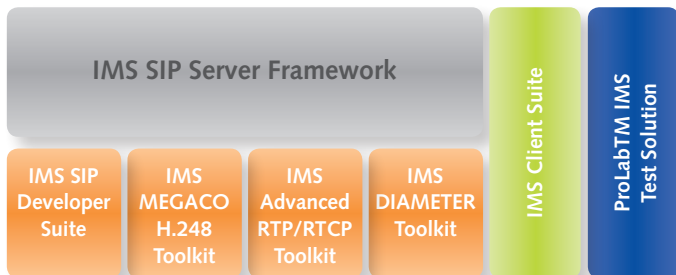 IMS SIP Server Framework
IMS SIP
Developer
Suite
IMS
MEGACO
H.248
Toolkit
IMS
Advanced
RTP/RTCP
Toolkit
IMS
DIAMETER
Toolkit
IMS Client Suite
ProLabTM IMS
Test Solution